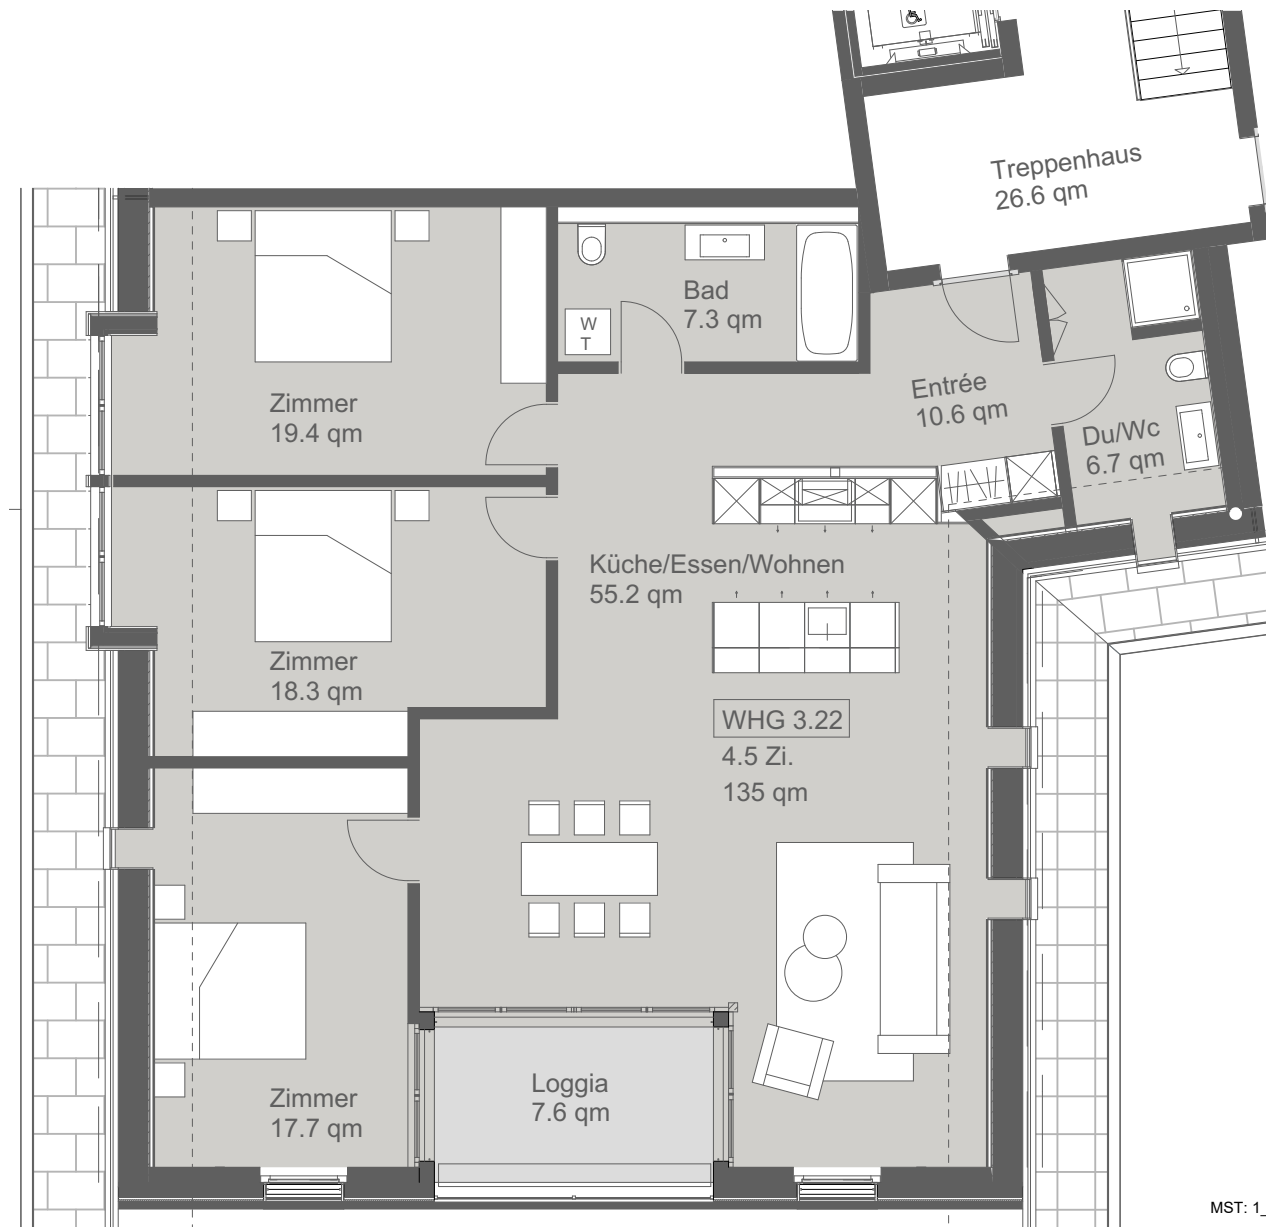 Treppenhaus
26.6 qm
Bad
7.3 qm
W
T
Zimmer
19.4 qm
Entrée
10.6 qm
Du/Wc
6.7 qm
Küche/Essen/Wohnen
55.2 qm
Zimmer
18.3 qm
WHG 3.22
4.5 Zi.
135 qm
Loggia
7.6 qm
Zimmer
17.7 qm
MST: 1_